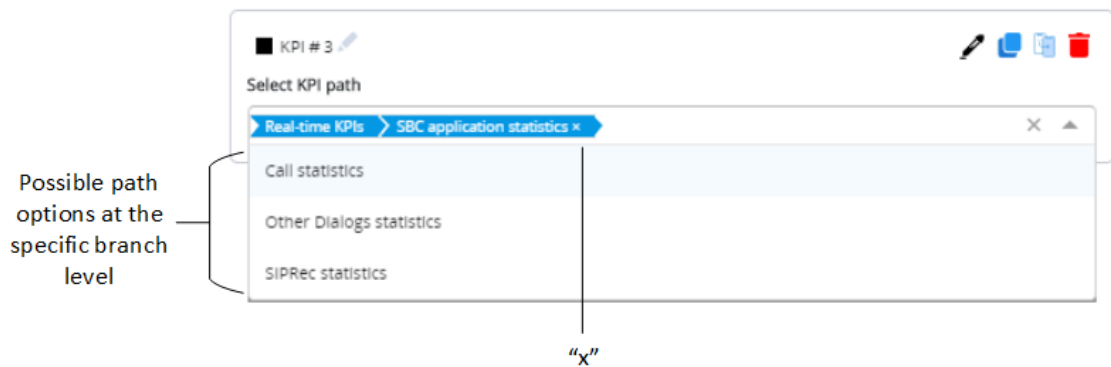 KPI # 3
Select KPI path
Real-time KPIs SBC application statistics ×
Call statistics
Other Dialogs statistics
SIPRec statistics
Possible path
options at the
specific branch
level
“x”